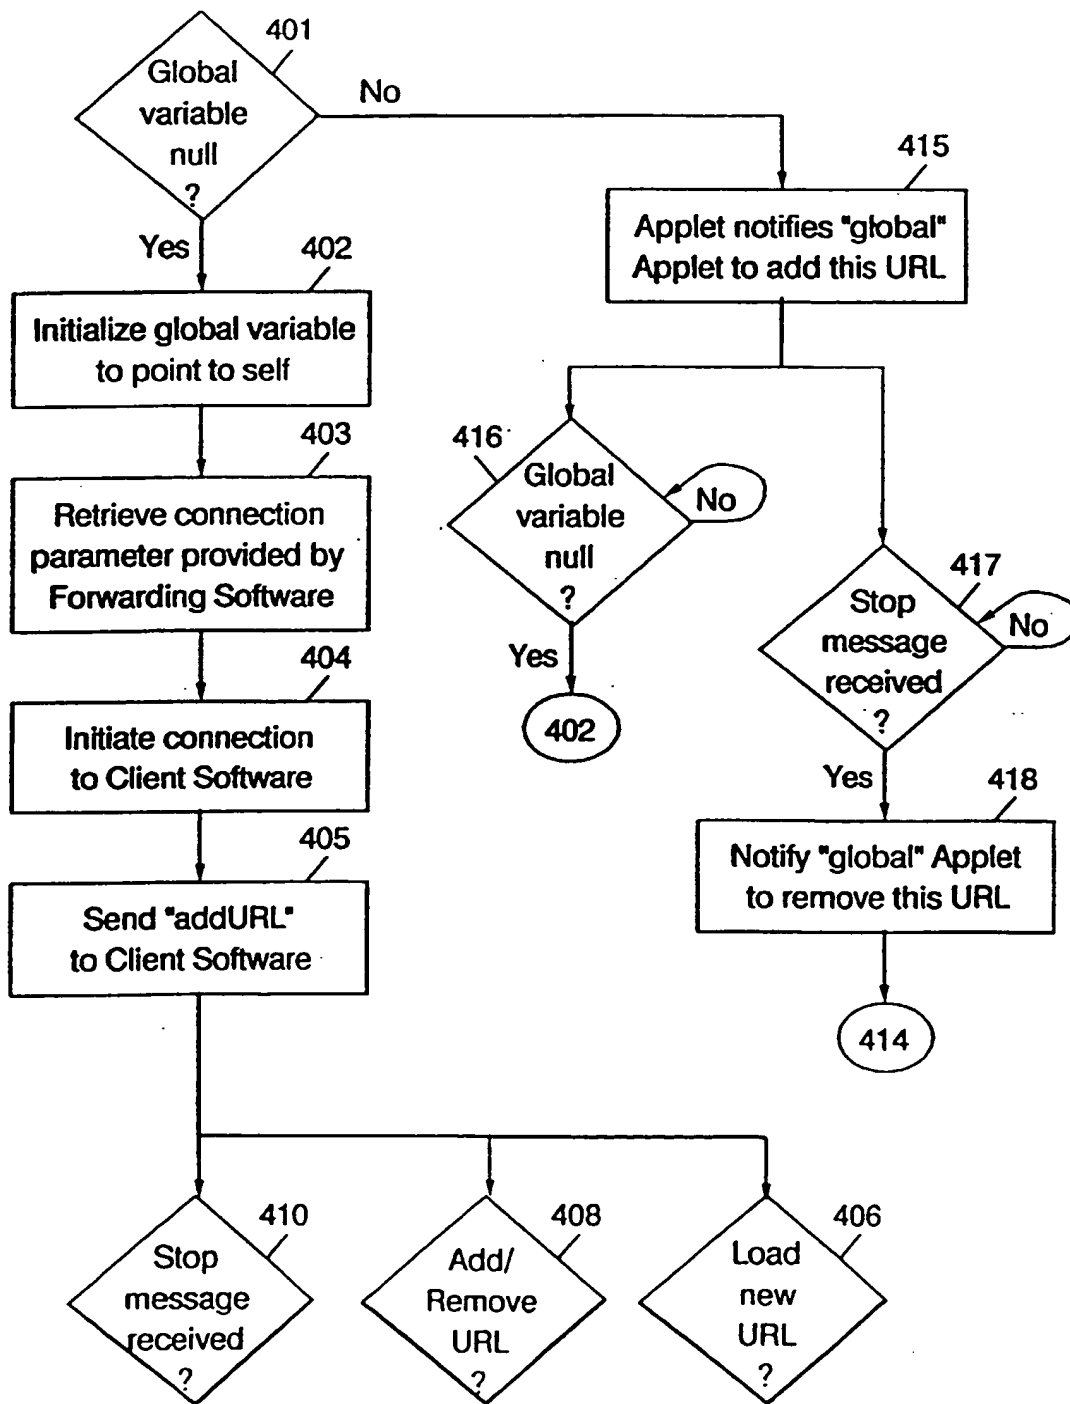 401
Global
variable
null
?
No
Yes
402
Initialize global variable
to point to self
403
Retrieve connection
parameter provided by
Forwarding Software
404
Initiate connection
to Client Software
405
Send "addURL"
to Client Software
415
Applet notifies "global"
Applet to add this URL
416
Global
variable
null
?
No
Yes
402
417
Stop
message
received
?
No
Yes
418
Notify "global" Applet
to remove this URL
414
410
Stop
message
received
?
408
Add/
Remove
URL
?
406
Load
new
URL
?